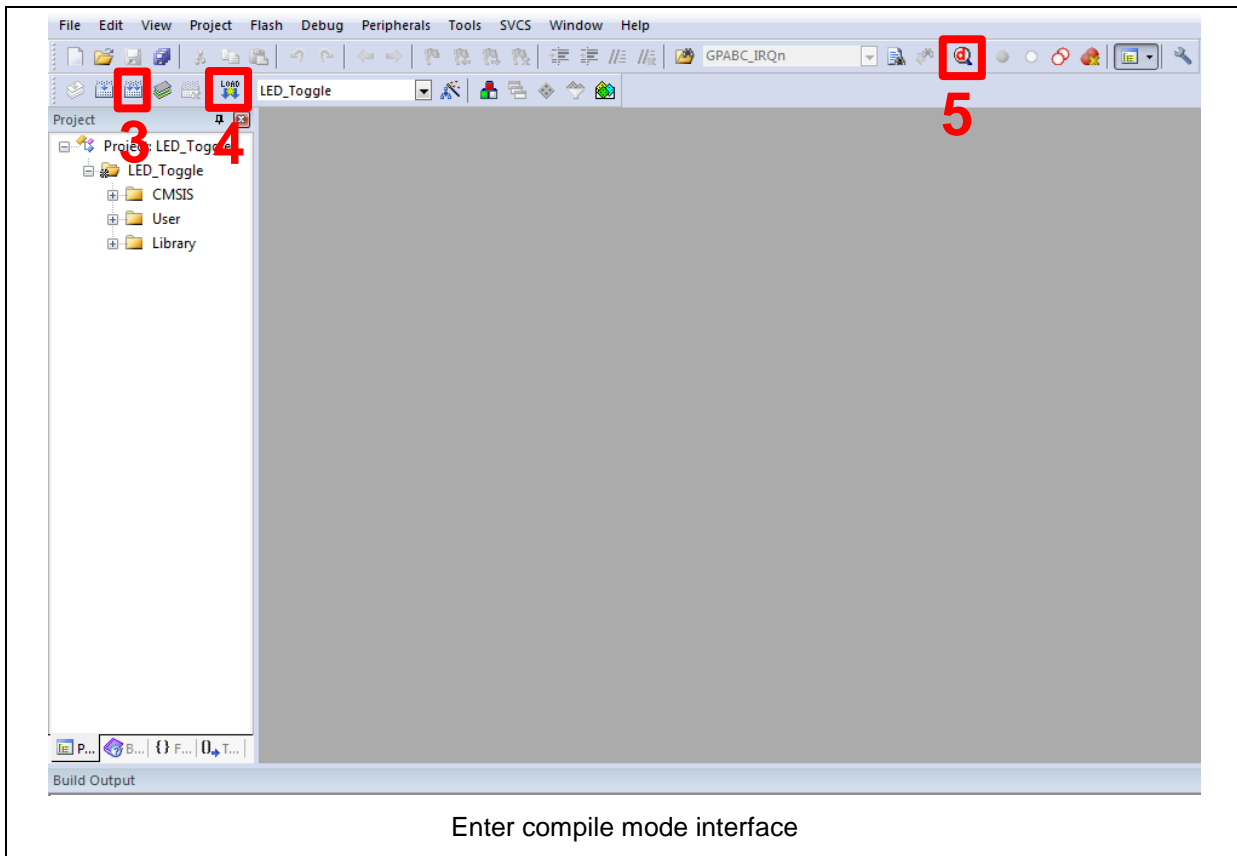 File Edit View Project Flash Debug Peripherals Tools SVCS Window Help
GPABC_IRQn
LOAD LED_Toggle
5
Project
3
4
Project: LED_Toggle
LED_Toggle
CMSIS
User
Library
P... B... {} F... 0 T...
Build Output
Enter compile mode interface